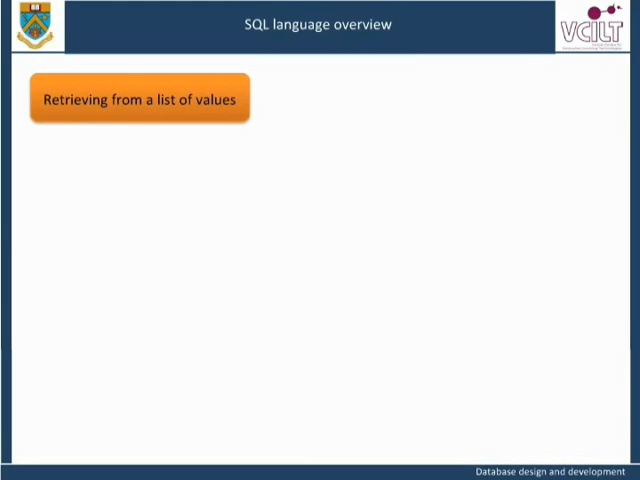 SQL language overview
VCILT
Retrieving from a list of values
Database design and development